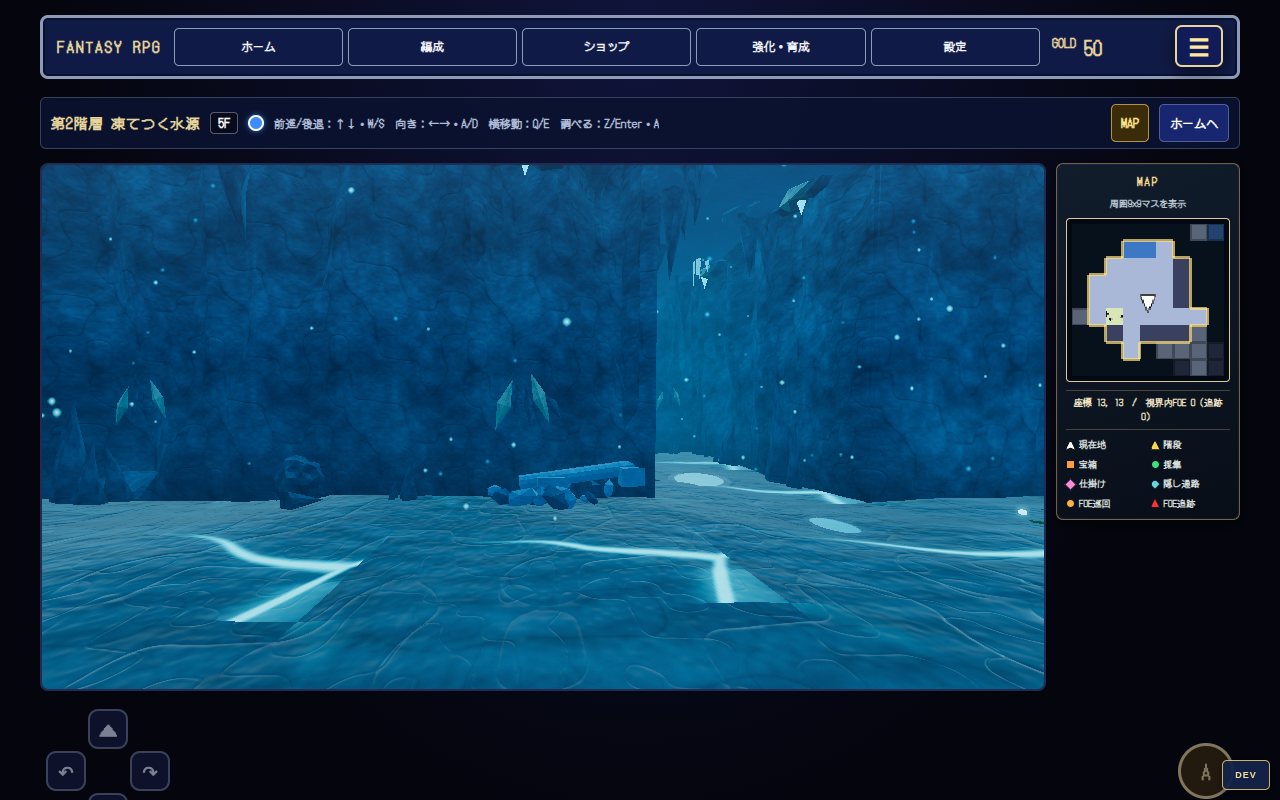 FANTASY RPG
ホーム
編成
ショップ
強化・育成
設定
GOLD 50
第2階層 凍てつく水源
5F
前進/後退：↑↓・W/S 向き：←→・A/D 横移動：Q/E 調べる：Z/Enter・A
MAP
ホームへ
MAP
周囲9x9マスを表示
座標 13, 13 / 視界内FOE 0（追跡
0）
現在地
階段
宝箱
採集
仕掛け
隠し通路
FOE巡回
FOE追跡
A
DEV